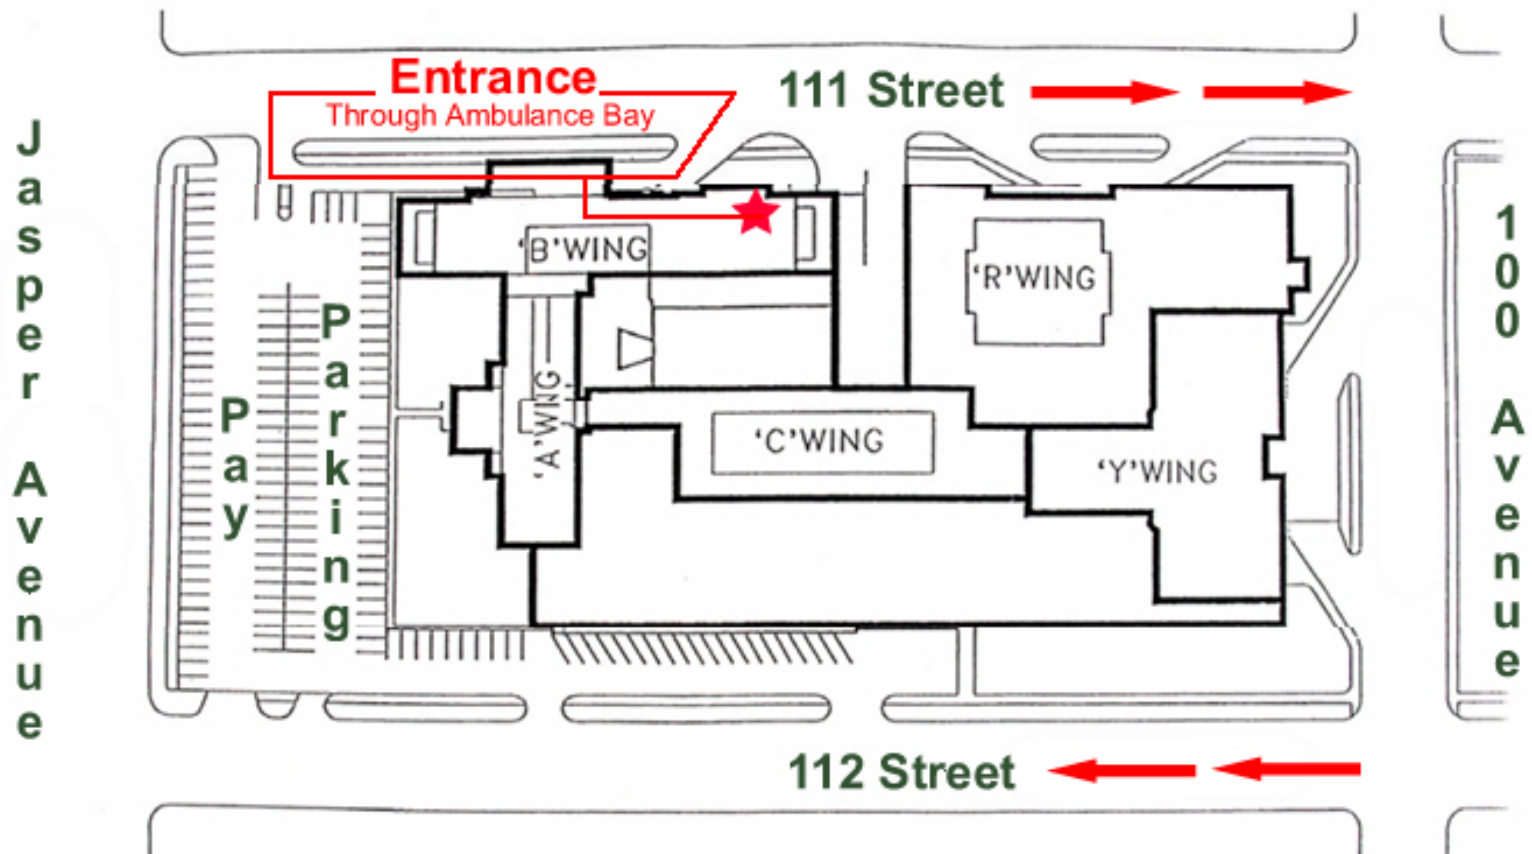 Entrance
Through Ambulance Bay
111 Street
Jasper Avenue
Pay
Parking
'B'WING
'R'WING
'A'WING
'C'WING
'Y'WING
100 Avenue
112 Street